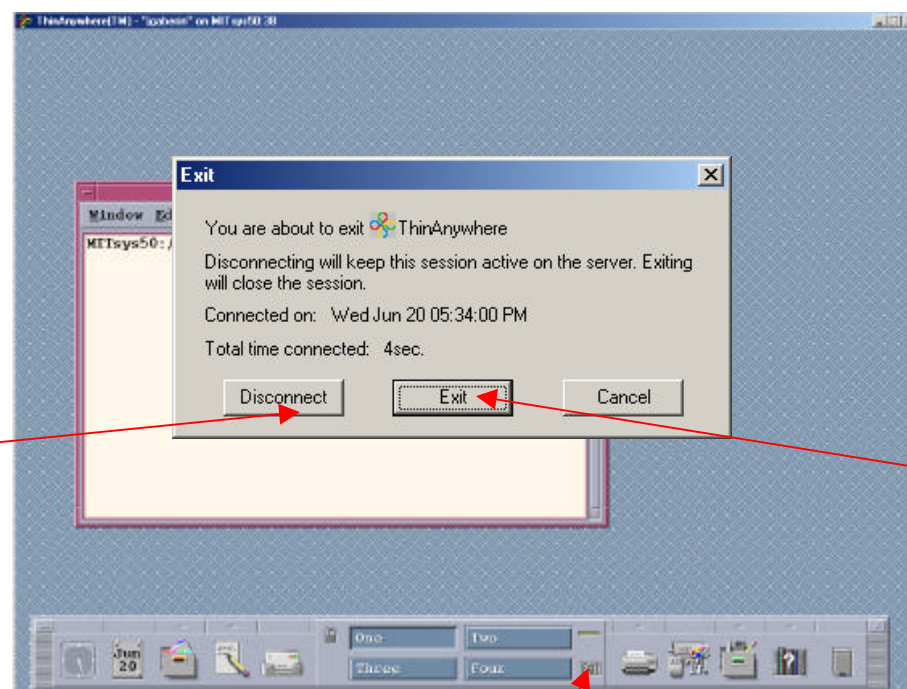 ThinAnywhere(TM) - "jgaberin" on MITsys50:38
Exit
Window Ed
MITsys50:/
You are about to exit ThinAnywhere
Disconnecting will keep this session active on the server. Exiting
will close the session.
Connected on: Wed Jun 20 05:34:00 PM
Total time connected: 4sec.
Disconnect Exit Cancel
One Two
Jun
20
Three Four